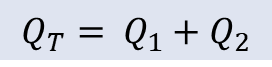 Q_T = Q_1 + Q_2